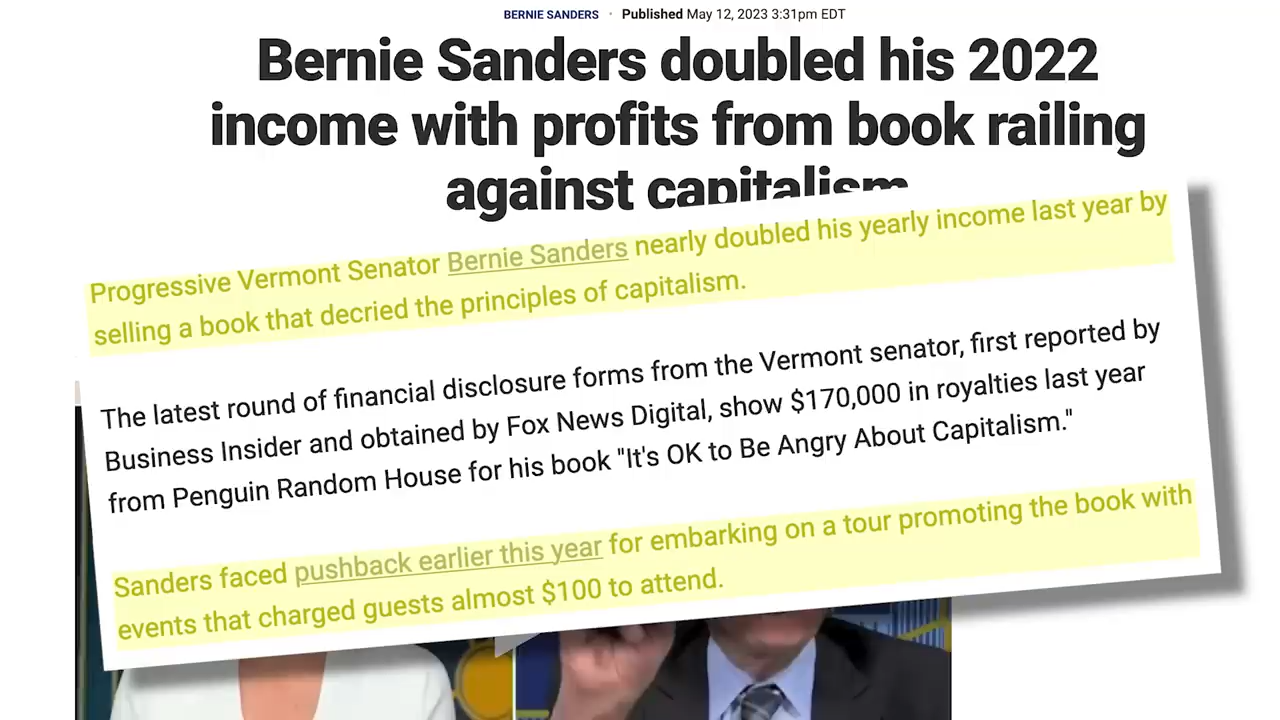 BERNIE SANDERS · Published May 12, 2023 3:31pm EDT
Bernie Sanders doubled his 2022
income with profits from book railing
against capitalism
Progressive Vermont Senator Bernie Sanders nearly doubled his yearly income last year by
selling a book that decried the principles of capitalism.
The latest round of financial disclosure forms from the Vermont senator, first reported by
Business Insider and obtained by Fox News Digital, show $170,000 in royalties last year
from Penguin Random House for his book "It's OK to Be Angry About Capitalism."
Sanders faced pushback earlier this year for embarking on a tour promoting the book with
events that charged guests almost $100 to attend.